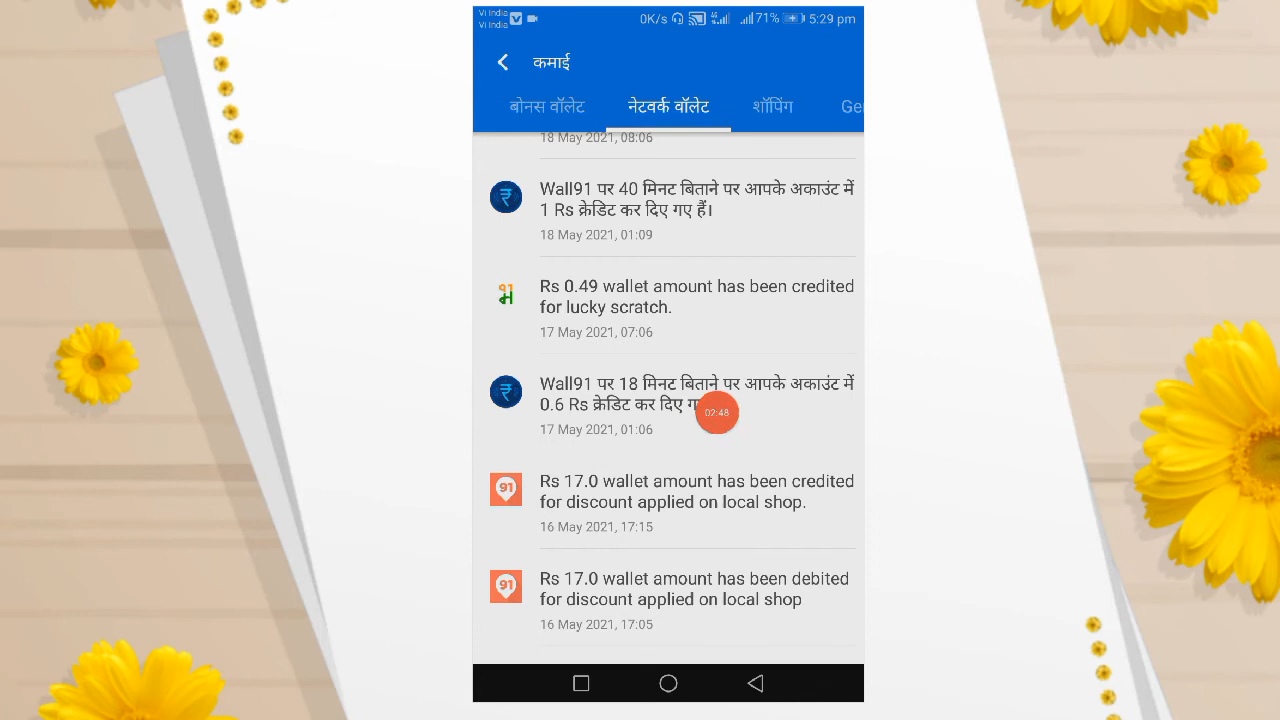 Vi India
Vi India
0K/s 4G 71% 5:29 pm
कमाई
बोनस वॉलेट नेटवर्क वॉलेट शॉपिंग Ge
18 May 2021, 08:06
Wall91 पर 40 मिनट बिताने पर आपके अकाउंट में
1 Rs क्रेडिट कर दिए गए हैं।
18 May 2021, 01:09
91
Rs 0.49 wallet amount has been credited
for lucky scratch.
17 May 2021, 07:06
Wall91 पर 18 मिनट बिताने पर आपके अकाउंट में
0.6 Rs क्रेडिट कर दिए
02:48
17 May 2021, 01:06
91
Rs 17.0 wallet amount has been credited
for discount applied on local shop.
16 May 2021, 17:15
91
Rs 17.0 wallet amount has been debited
for discount applied on local shop
16 May 2021, 17:05